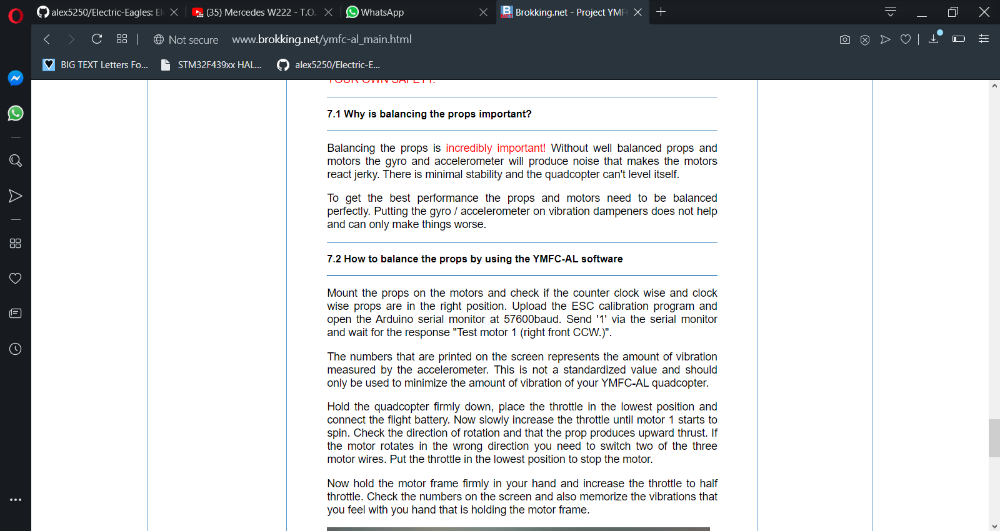 alex5250/Electric-Eagles: El
(35) Mercedes W222 - T.O.
WhatsApp
Brokking.net - Project YMFC
Not secure
www.brokking.net/ymfc-al_main.html
BIG TEXT Letters Fo...
STM32F439xx HAL...
alex5250/Electric-E...
YOUR OWN SAFETY.
7.1 Why is balancing the props important?
Balancing the props is incredibly important! Without well balanced props and
motors the gyro and accelerometer will produce noise that makes the motors
react jerky. There is minimal stability and the quadcopter can't level itself.
To get the best performance the props and motors need to be balanced
perfectly. Putting the gyro / accelerometer on vibration dampeners does not help
and can only make things worse.
7.2 How to balance the props by using the YMFC-AL software
Mount the props on the motors and check if the counter clock wise and clock
wise props are in the right position. Upload the ESC calibration program and
open the Arduino serial monitor at 57600baud. Send '1' via the serial monitor
and wait for the response "Test motor 1 (right front CCW.)".
The numbers that are printed on the screen represents the amount of vibration
measured by the accelerometer. This is not a standardized value and should
only be used to minimize the amount of vibration of your YMFC-AL quadcopter.
Hold the quadcopter firmly down, place the throttle in the lowest position and
connect the flight battery. Now slowly increase the throttle until motor 1 starts to
spin. Check the direction of rotation and that the prop produces upward thrust. If
the motor rotates in the wrong direction you need to switch two of the three
motor wires. Put the throttle in the lowest position to stop the motor.
Now hold the motor frame firmly in your hand and increase the throttle to half
throttle. Check the numbers on the screen and also memorize the vibrations that
you feel with you hand that is holding the motor frame.